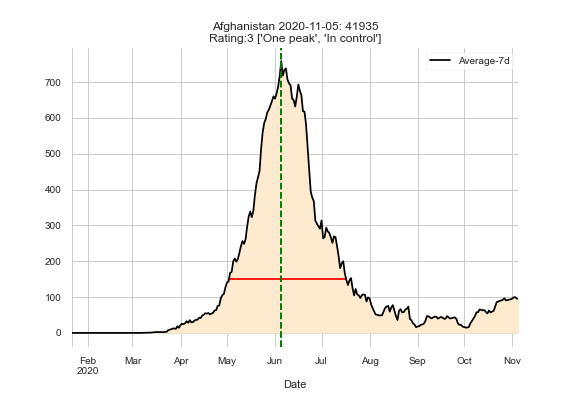 Afghanistan 2020-11-05: 41935
Rating:3 ['One peak', 'In control']
Average-7d
700
600
500
400
300
200
100
0
Feb
2020
Mar
Apr
May
Jun
Jul
Aug
Sep
Oct
Nov
Date